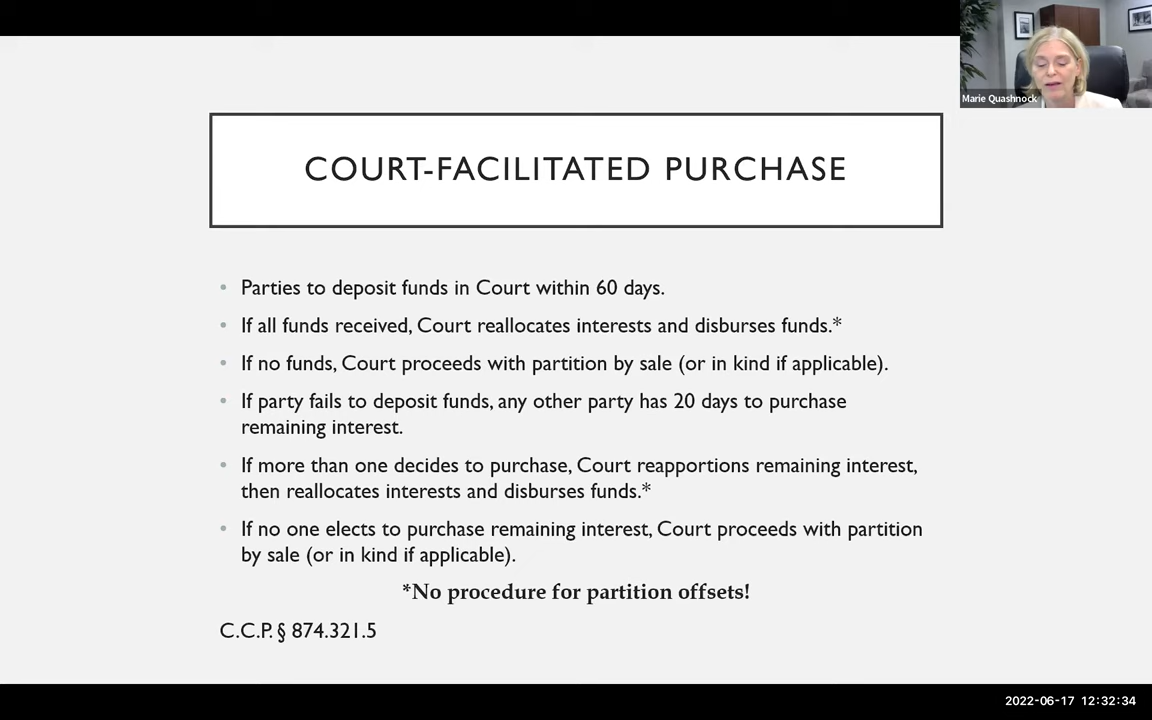 Marie Quashnock
COURT-FACILITATED PURCHASE
• Parties to deposit funds in Court within 60 days.
• If all funds received, Court reallocates interests and disburses funds.*
• If no funds, Court proceeds with partition by sale (or in kind if applicable).
• If party fails to deposit funds, any other party has 20 days to purchase
remaining interest.
• If more than one decides to purchase, Court reapportions remaining interest,
then reallocates interests and disburses funds.*
• If no one elects to purchase remaining interest, Court proceeds with partition
by sale (or in kind if applicable).
*No procedure for partition offsets!
C.C.P. § 874.321.5
2022-06-17 12:32:34